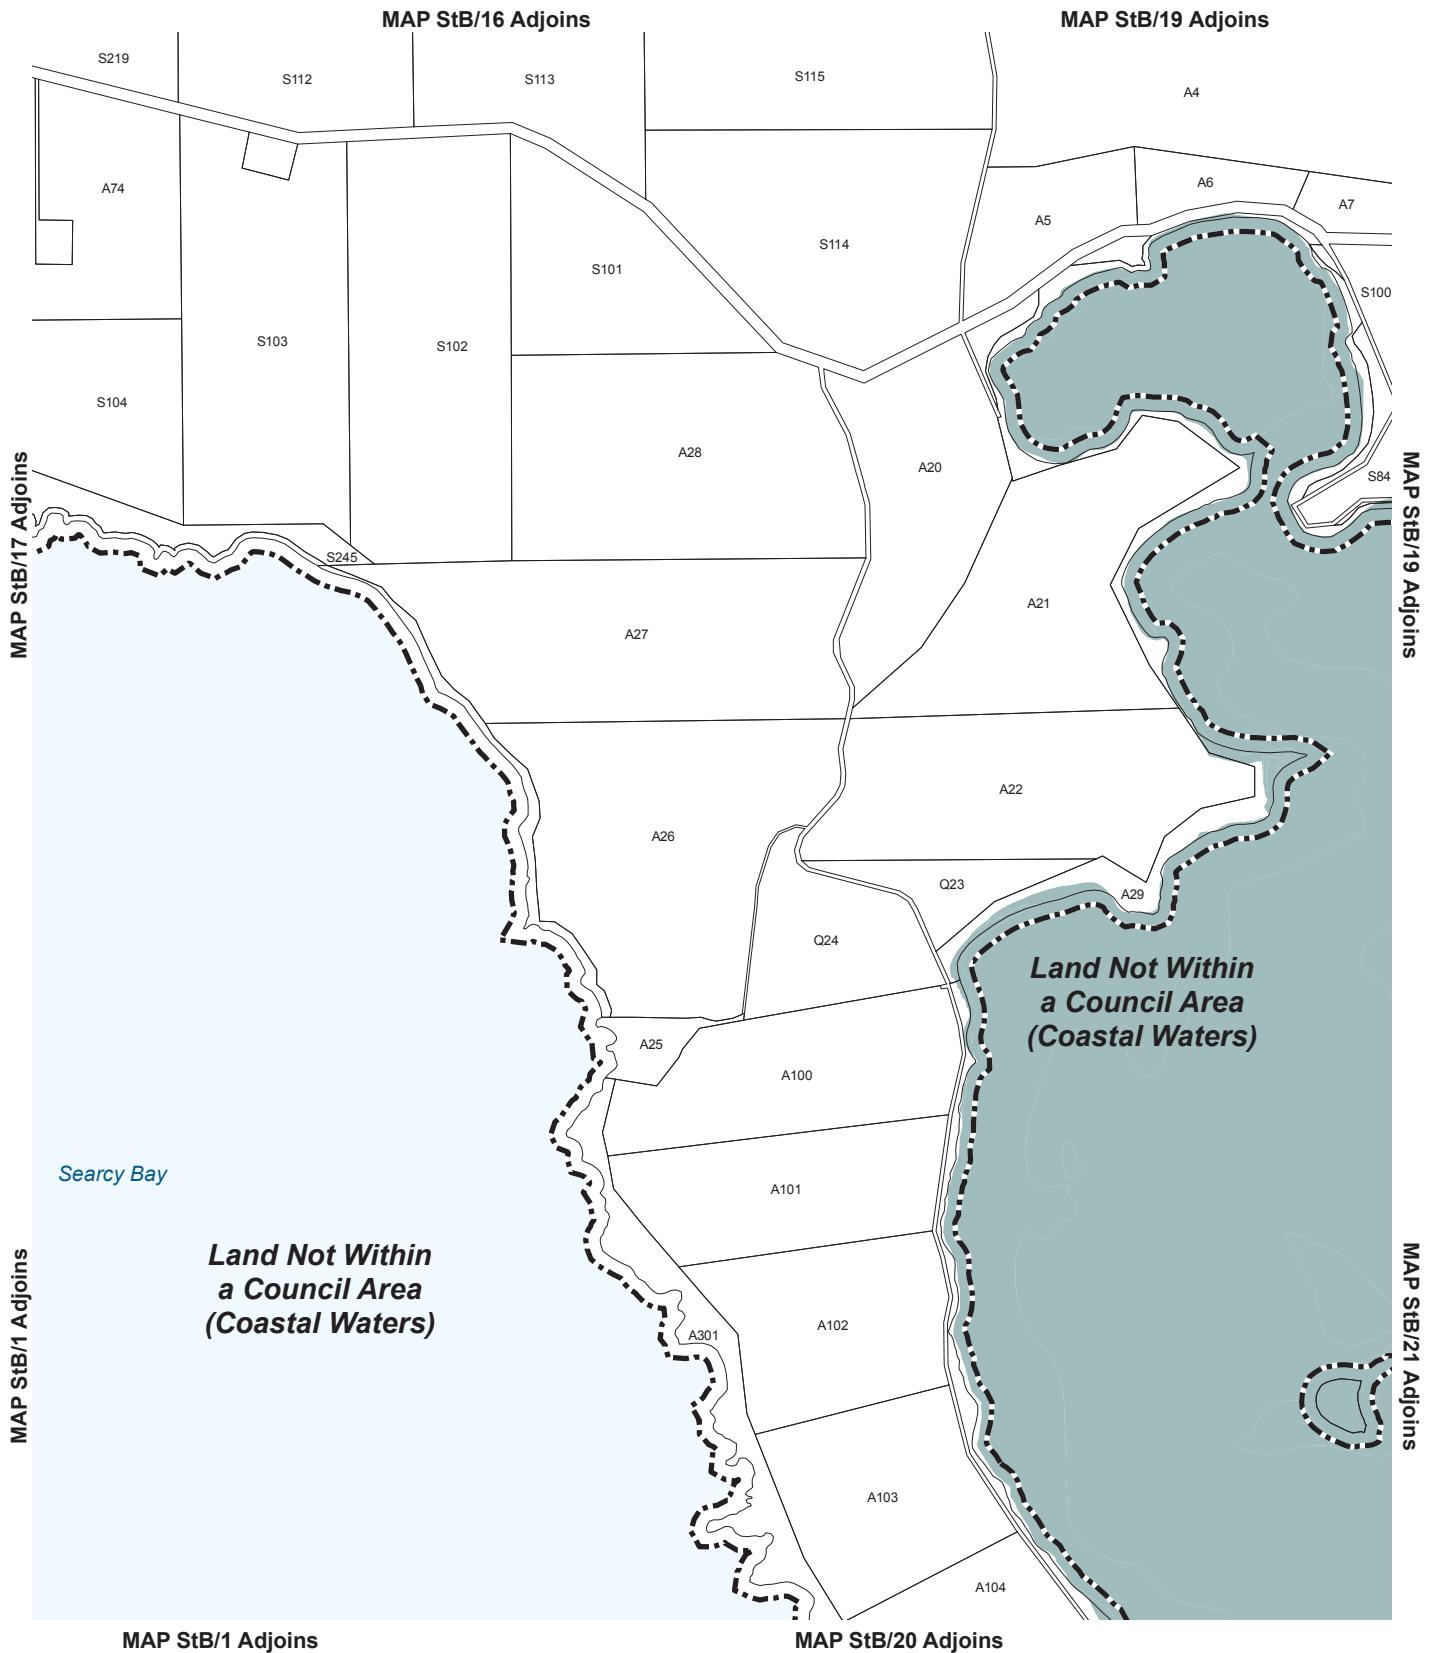 MAP StB/16 Adjoins
MAP StB/19 Adjoins
S219
S112
S113
S115
A4
A74
A6
A7
A5
S114
S101
S100
S103
S102
S104
A28
A20
S84
MAP StB/17 Adjoins
MAP StB/19 Adjoins
S245
A27
A21
A22
A26
Q23
A29
Q24
Land Not Within
a Council Area
(Coastal Waters)
A25
A100
Searcy Bay
A101
Land Not Within
a Council Area
(Coastal Waters)
A102
A301
MAP StB/1 Adjoins
MAP StB/21 Adjoins
A103
A104
MAP StB/1 Adjoins
MAP StB/20 Adjoins